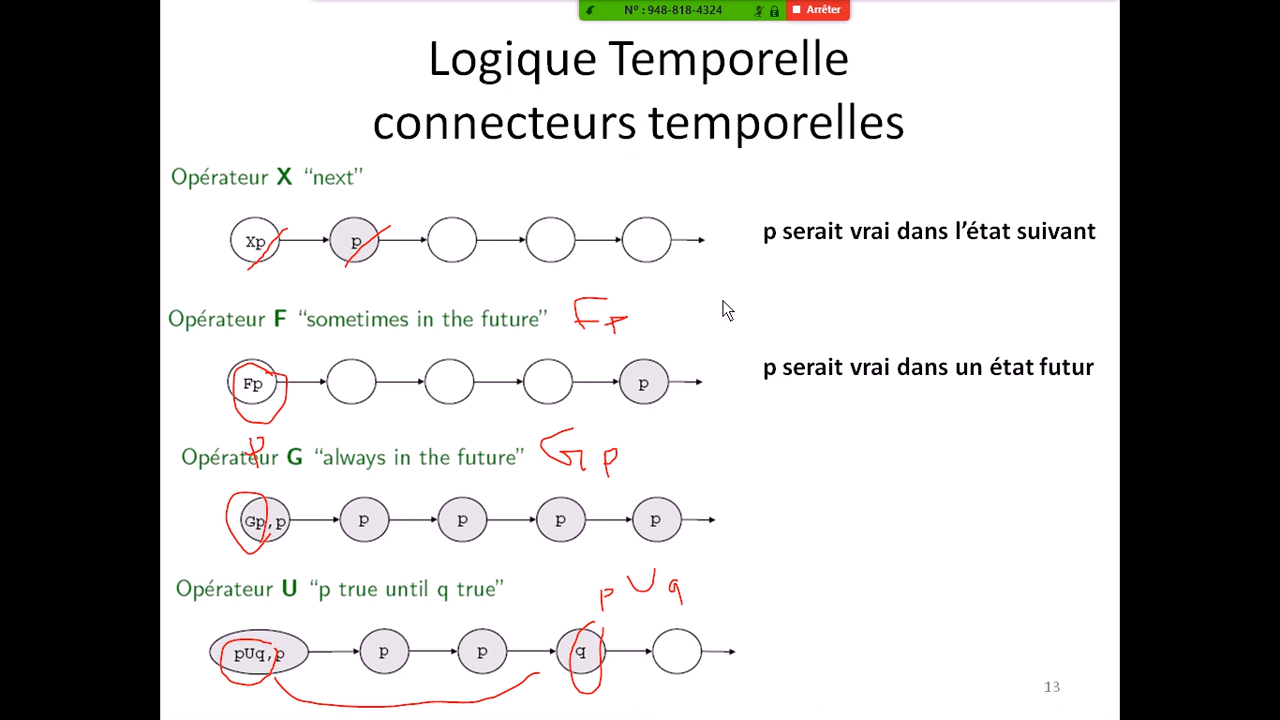 N° : 948-818-4324 Arrêter
Logique Temporelle
connecteurs temporelles
Opérateur X “next”
Xp p
p serait vrai dans l’état suivant
Opérateur F “sometimes in the future” Fp
Fp p
p serait vrai dans un état futur
p
Opérateur G “always in the future” Gp
Gp,p p p p p
Opérateur U “p true until q true” p U q
pUq,p p p q
13